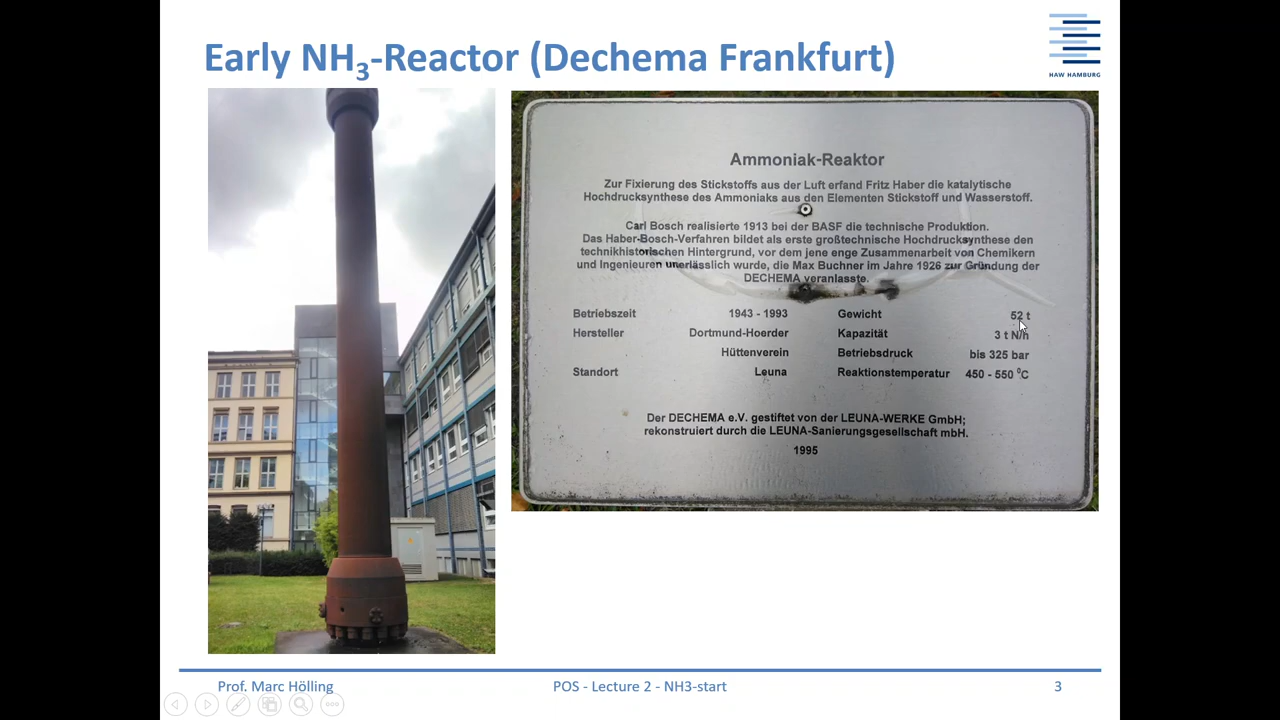 Early NH₃-Reactor (Dechema Frankfurt)
HAW HAMBURG
Ammoniak-Reaktor
Zur Fixierung des Stickstoffs aus der Luft erfand Fritz Haber die katalytische
Hochdrucksynthese des Ammoniaks aus den Elementen Stickstoff und Wasserstoff.
Carl Bosch realisierte 1913 bei der BASF die technische Produktion.
Das Haber-Bosch-Verfahren bildet als erste großtechnische Hochdrucksynthese den
technikhistorischen Hintergrund, vor dem jene enge Zusammenarbeit von Chemikern
und Ingenieuren unerlässlich wurde, die Max Buchner im Jahre 1926 zur Gründung der
DECHEMA veranlasste.
Betriebszeit 1943 - 1993 Gewicht 52 t
Hersteller Dortmund-Hoerder Kapazität 3 t N/h
Hüttenverein Betriebsdruck bis 325 bar
Standort Leuna Reaktionstemperatur 450 - 550 °C
Der DECHEMA e.V. gestiftet von der LEUNA-WERKE GmbH;
rekonstruiert durch die LEUNA-Sanierungsgesellschaft mbH.
1995
Prof. Marc Hölling POS - Lecture 2 - NH3-start 3